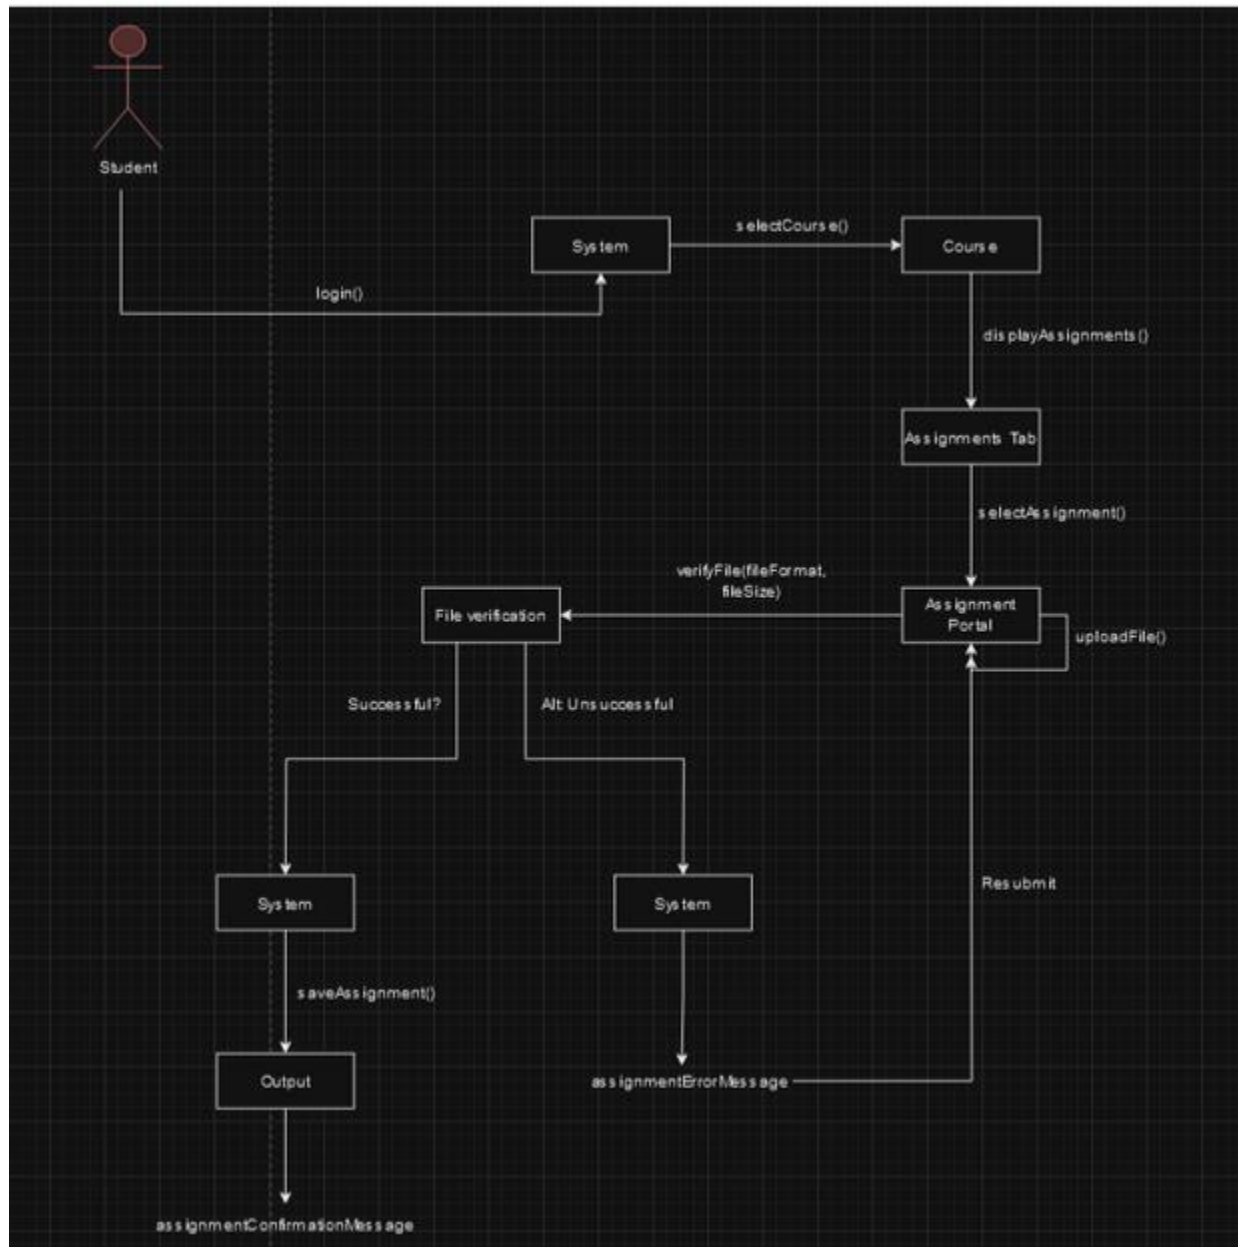 Student
selectCourse()
System
Course
login()
displayAssignments()
Assignments Tab
selectAssignment()
verifyFile(fileFormat,
fileSize)
File verification
Assignment
Portal
uploadFile()
Successful?
Alt: Unsuccessful
System
System
Resubmit
saveAssignment()
Output
assignmentErrorMessage
assignmentConfirmationMessage